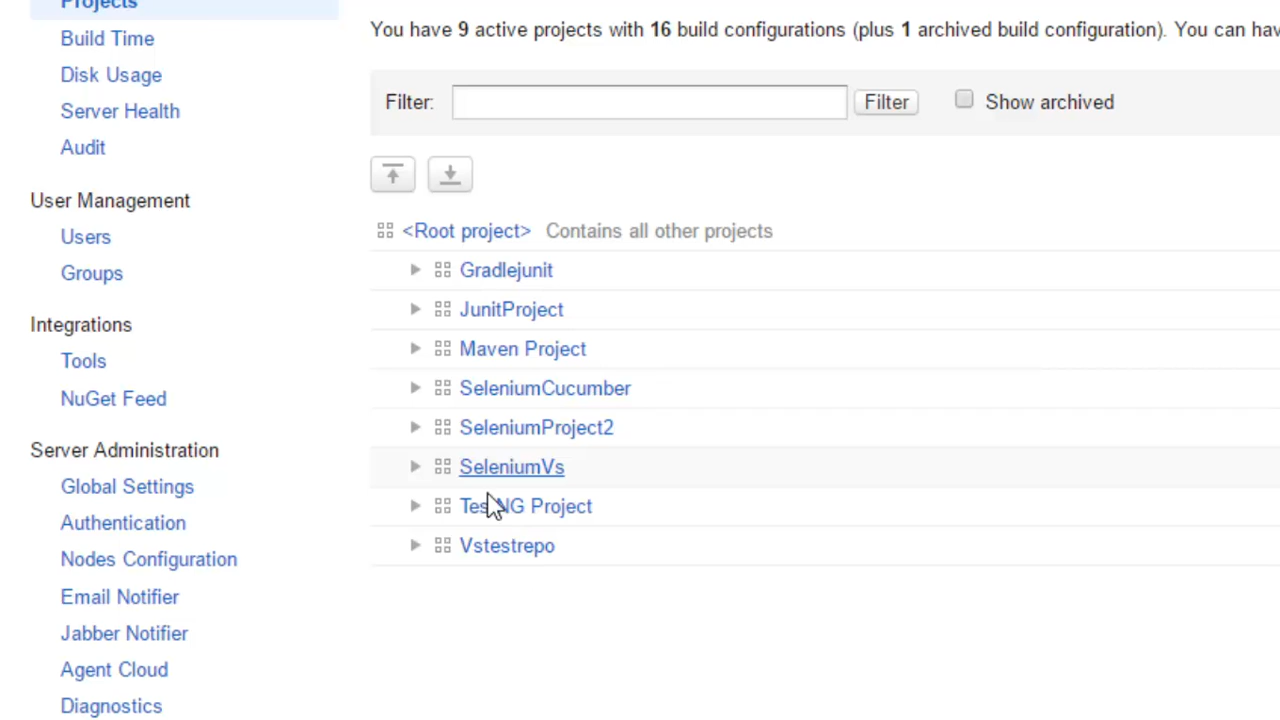 Projects
Build Time
Disk Usage
Server Health
Audit
User Management
Users
Groups
Integrations
Tools
NuGet Feed
Server Administration
Global Settings
Authentication
Nodes Configuration
Email Notifier
Jabber Notifier
Agent Cloud
Diagnostics
You have 9 active projects with 16 build configurations (plus 1 archived build configuration). You can hav
Filter: Filter Show archived
<Root project> Contains all other projects
Gradlejunit
JunitProject
Maven Project
SeleniumCucumber
SeleniumProject2
SeleniumVs
TestNG Project
Vstestrepo